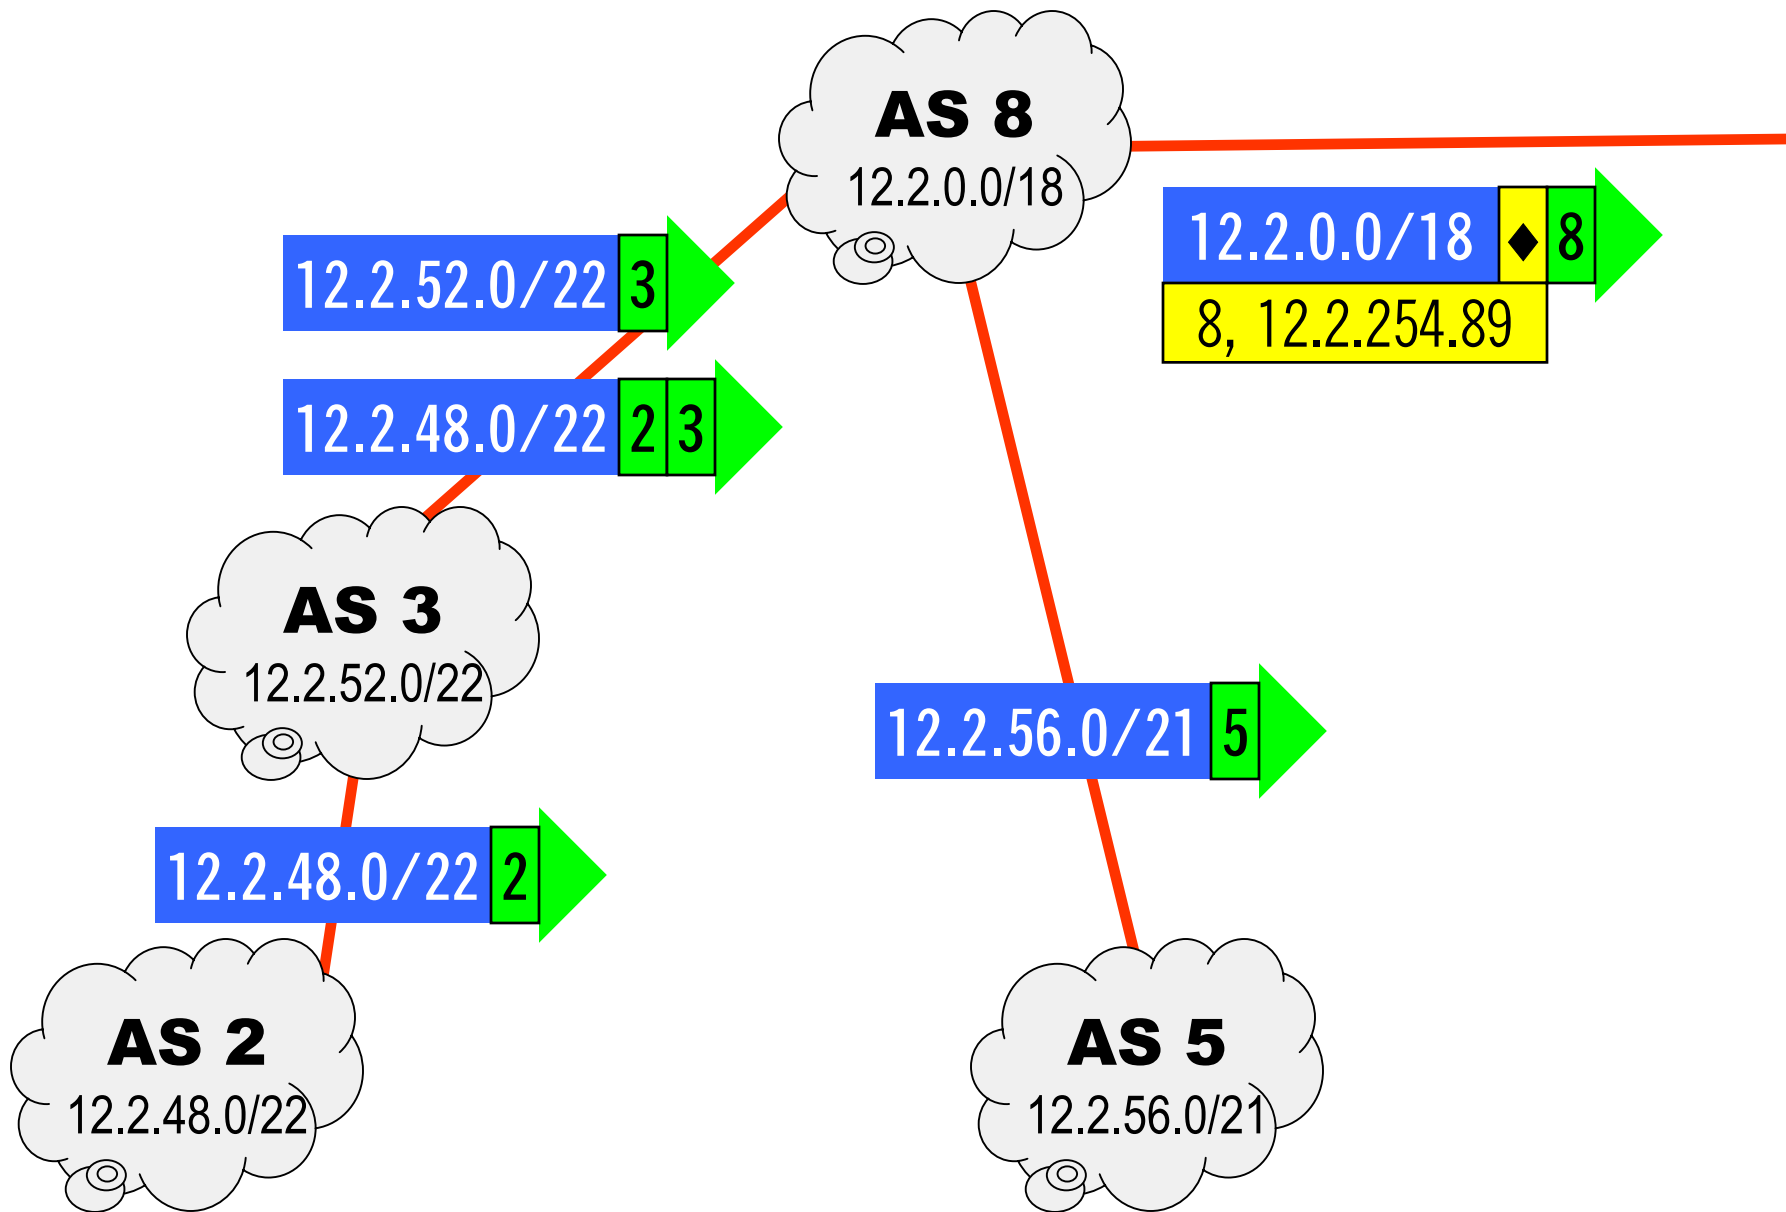 AS 8
12.2.0.0/18
12.2.0.0/18 ♦ 8
8, 12.2.254.89
12.2.52.0/22 3
12.2.48.0/22 2 3
AS 3
12.2.52.0/22
12.2.56.0/21 5
12.2.48.0/22 2
AS 2
12.2.48.0/22
AS 5
12.2.56.0/21